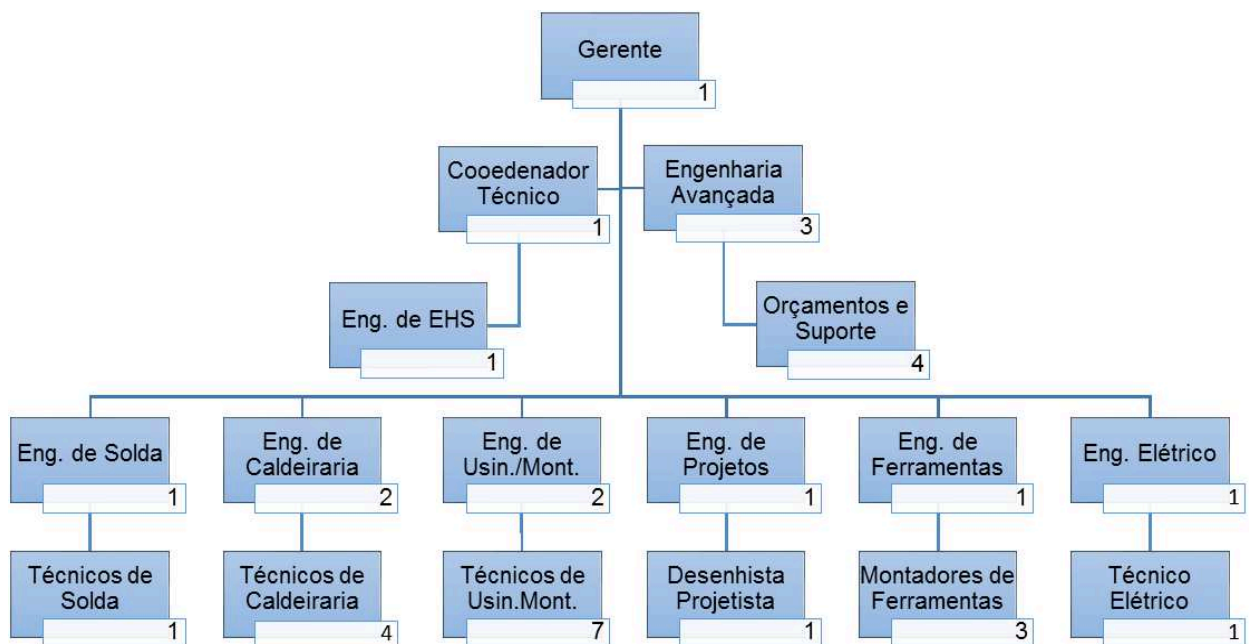 Gerente
1
Cooedenador
Técnico
1
Engenharia
Avançada
3
Eng. de EHS
1
Orçamentos e
Suporte
4
Eng. de Solda
1
Eng. de
Caldeiraria
2
Eng. de
Usin./Mont.
2
Eng. de
Projetos
1
Eng. de
Ferramentas
1
Eng. Elétrico
1
Técnicos de
Solda
1
Técnicos de
Caldeiraria
4
Técnicos de
Usin.Mont.
7
Desenhista
Projetista
1
Montadores de
Ferramentas
3
Técnico
Elétrico
1